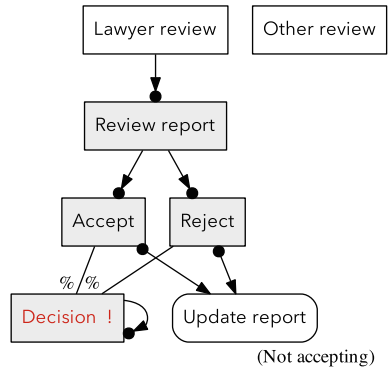 Lawyer review
Other review
Review report
Accept
Reject
% %
Decision !
Update report
(Not accepting)